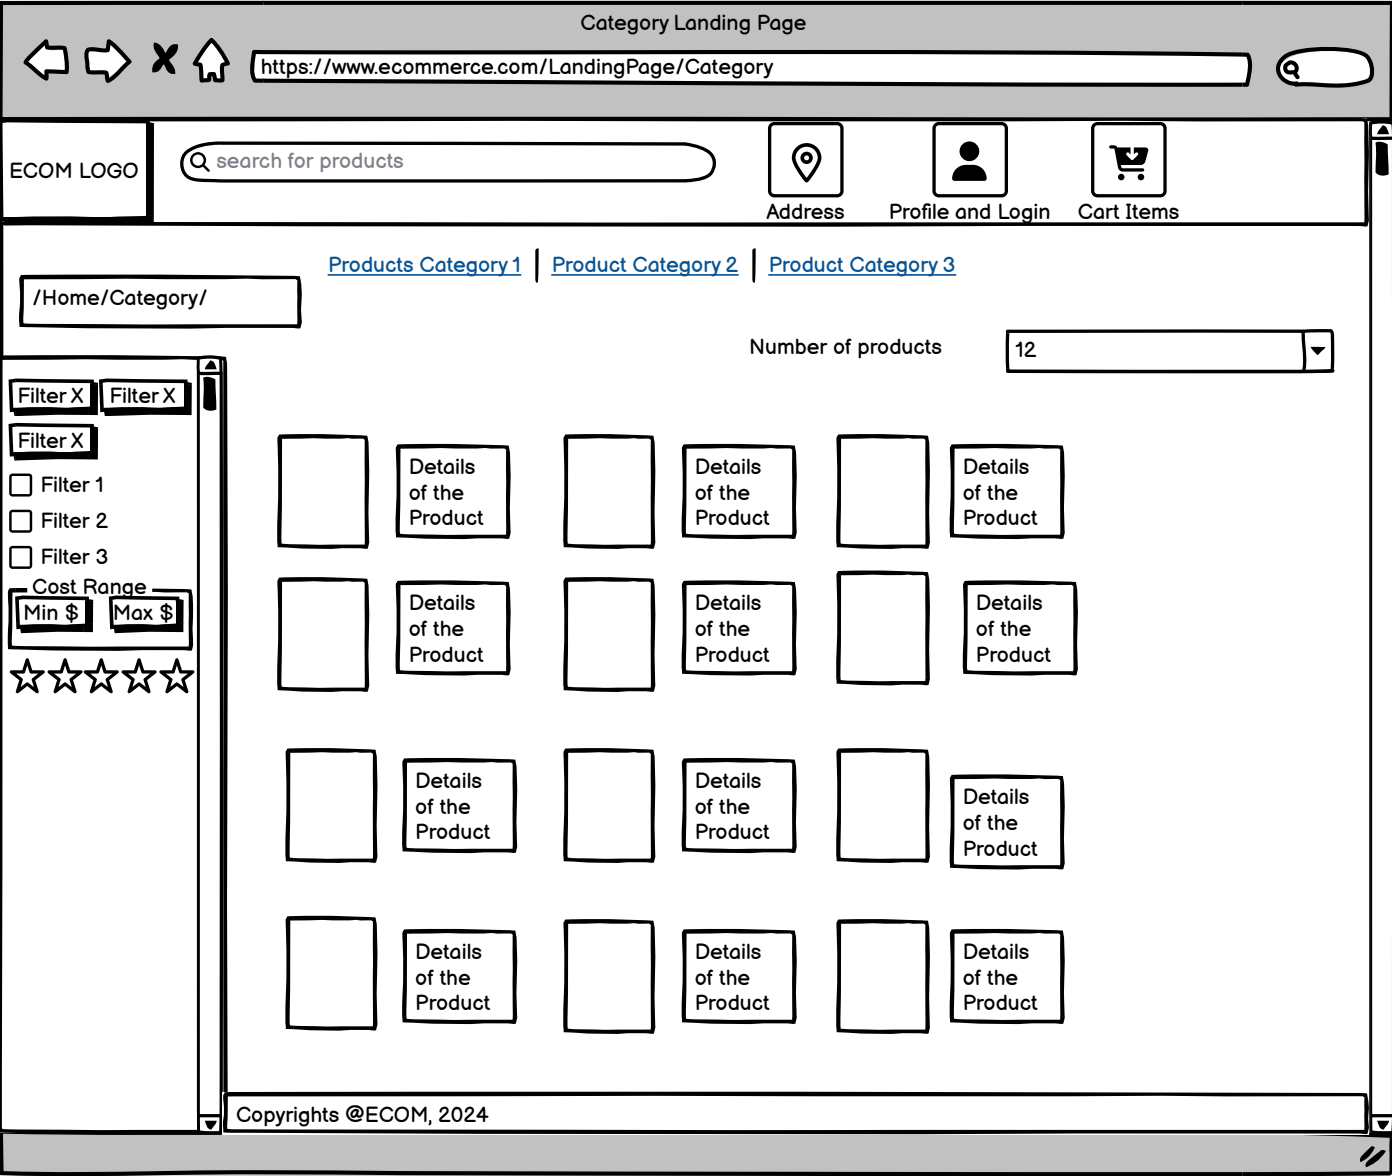 Category Landing Page
https://www.ecommerce.com/LandingPage/Category
ECOM LOGO
search for products
Address
Profile and Login
Cart Items
Products Category 1
Product Category 2
Product Category 3
/Home/Category/
Number of products
12
Filter X
Filter X
Filter X
Filter 1
Filter 2
Filter 3
Cost Range
Min $
Max $
Details
of the
Product
Details
of the
Product
Details
of the
Product
Details
of the
Product
Details
of the
Product
Details
of the
Product
Details
of the
Product
Details
of the
Product
Details
of the
Product
Details
of the
Product
Details
of the
Product
Details
of the
Product
Copyrights @ECOM, 2024